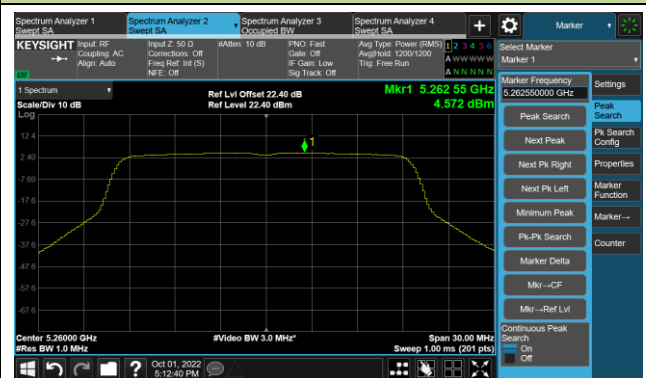 Spectrum Analyzer 1
Swept SA
Spectrum Analyzer 2
Swept SA
Spectrum Analyzer 3
Occupied BW
Spectrum Analyzer 4
Swept SA
+
Marker
KEYSIGHT
Input: RF
Coupling: AC
Align: Auto
Input Z: 50 Ω
Corrections: Off
Freq Ref: Int (S)
NFE: Off
#Atten: 10 dB
PNO: Fast
Gate: Off
IF Gain: Low
Sig Track: Off
Avg Type: Power (RMS)
Avg|Hold: 1200/1200
Trig: Free Run
1 2 3 4 5 6
A W W W W W
A N N N N N
Select Marker
Marker 1
LXI
1 Spectrum
Scale/Div 10 dB
Log
Ref Lvl Offset 22.40 dB
Ref Level 22.40 dBm
Mkr1 5.262 55 GHz
4.572 dBm
12.4
2.40
-7.60
-17.6
-27.6
-37.6
-47.6
-57.6
-67.6
1
Center 5.26000 GHz
#Res BW 1.0 MHz
#Video BW 3.0 MHz*
Span 30.00 MHz
Sweep 1.00 ms (201 pts)
Marker Frequency
5.262550000 GHz
Peak Search
Next Peak
Next Pk Right
Next Pk Left
Minimum Peak
Pk-Pk Search
Marker Delta
Mkr→CF
Mkr→Ref Lvl
Continuous Peak
Search
On
Off
Settings
Peak
Search
Pk Search
Config
Properties
Marker
Function
Marker→
Counter
?
Oct 01, 2022
5:12:40 PM